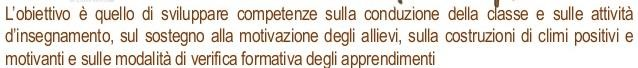 L'obiettivo è quello di sviluppare competenze sulla conduzione della classe e sulle attività
d'insegnamento, sul sostegno alla motivazione degli allievi, sulla costruzioni di climi positivi e
motivanti e sulle modalità di verifica formativa degli apprendimenti